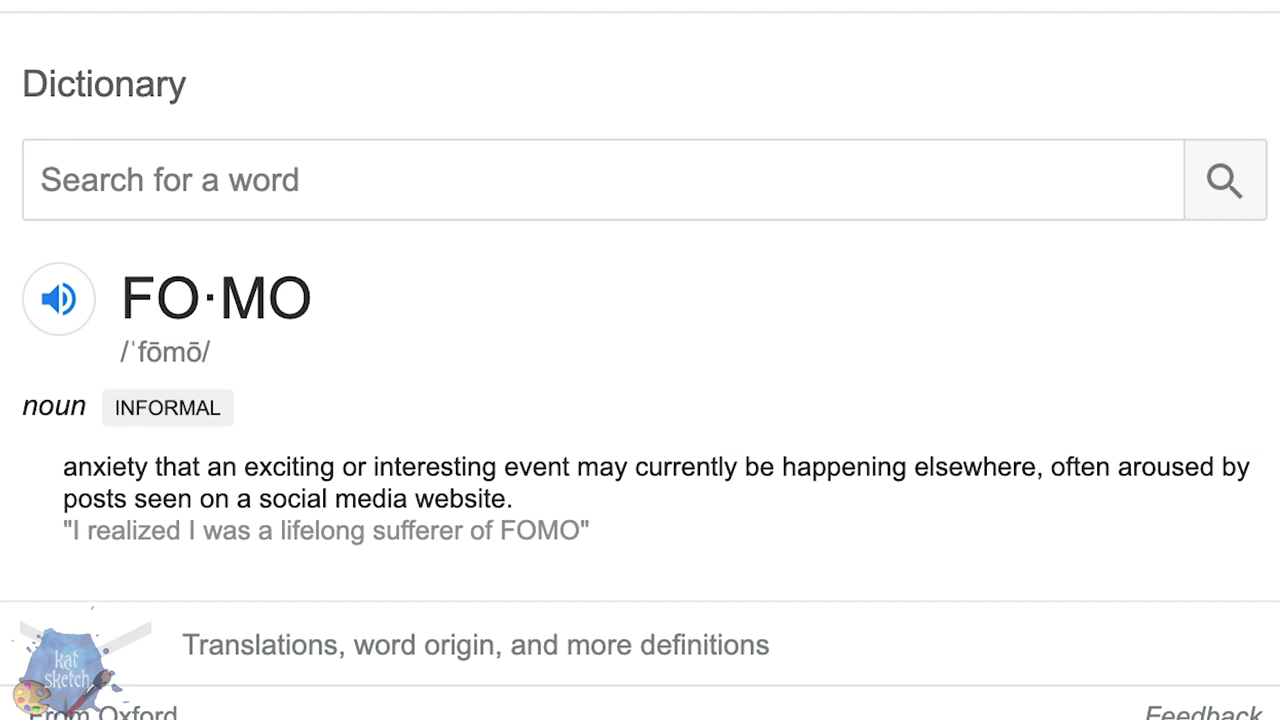 Dictionary
Search for a word
FO·MO
/ˈfōmō/
noun INFORMAL
anxiety that an exciting or interesting event may currently be happening elsewhere, often aroused by
posts seen on a social media website.
"I realized I was a lifelong sufferer of FOMO"
Translations, word origin, and more definitions
kat
sketch
From Oxford
Feedback